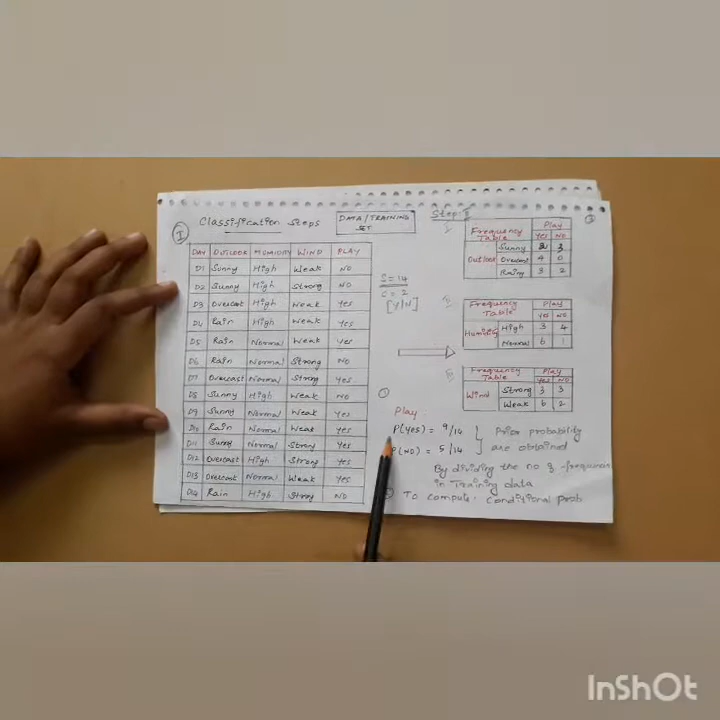 I
Classification Steps
DATA/TRAINING
SET
DAY OUTLOOK HUMIDITY WIND PLAY
D1 Sunny High Weak NO
D2 Sunny High Strong NO
D3 Overcast High Weak Yes
D4 Rain High Weak Yes
D5 Rain Normal Weak Yes
D6 Rain Normal Strong NO
D7 Overcast Normal Strong Yes
D8 Sunny High Weak NO
D9 Sunny Normal Weak Yes
D10 Rain Normal Weak Yes
D11 Sunny Normal Strong Yes
D12 Overcast High Strong Yes
D13 Overcast Normal Weak Yes
D14 Rain High Strong NO
S = 14
C = 2
[Y/N]
Step: II
Frequency Table Play
Yes NO
Outlook Sunny 2 3
Overcast 4 0
Rainy 3 2
Frequency Table Play
Yes NO
Humidity High 3 4
Normal 6 1
Frequency Table Play
Yes NO
Wind Strong 3 3
Weak 6 2
Play
P(Yes) = 9/14
P(NO) = 5/14
Prior probability
are obtained
By dividing the no of
in Training data
To compute conditional prob
InShOt